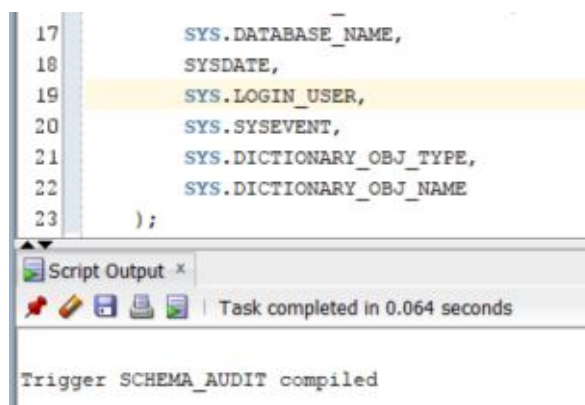 17 SYS.DATABASE_NAME,
18 SYSDATE,
19 SYS.LOGIN_USER,
20 SYS.SYSEVENT,
21 SYS.DICTIONARY_OBJ_TYPE,
22 SYS.DICTIONARY_OBJ_NAME
23 );
Script Output ×
Task completed in 0.064 seconds
Trigger SCHEMA_AUDIT compiled